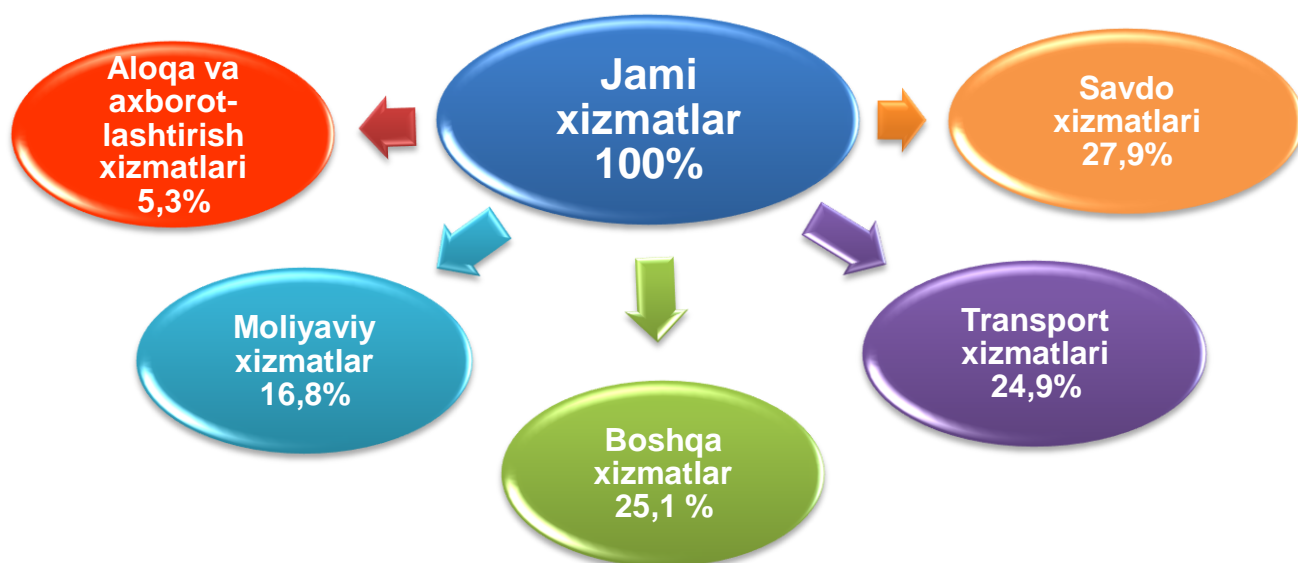 Jami
xizmatlar
100%
Aloqa va
axborot-
lashtirish
xizmatlari
5,3%
Savdo
xizmatlari
27,9%
Moliyaviy
xizmatlar
16,8%
Transport
xizmatlari
24,9%
Boshqa
xizmatlar
25,1 %